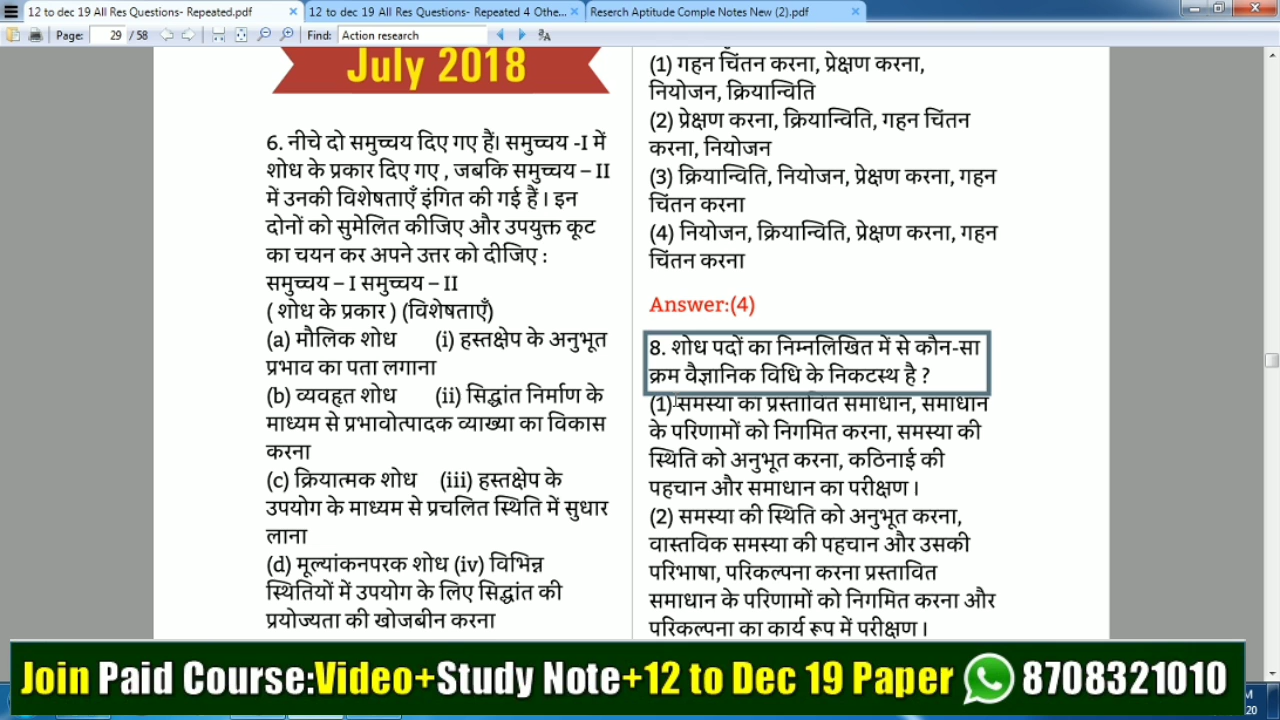 12 to dec 19 All Res Questions- Repeated.pdf
12 to dec 19 All Res Questions- Repeated 4 Othe...
Reserch Aptitude Comple Notes New (2).pdf
Page: 29 / 58 Find: Action research
July 2018
6. नीचे दो समुच्चय दिए गए हैं। समुच्चय -I में
शोध के प्रकार दिए गए , जबकि समुच्चय – II
में उनकी विशेषताएँ इंगित की गई हैं । इन
दोनों को सुमेलित कीजिए और उपयुक्त कूट
का चयन कर अपने उत्तर को दीजिए :
समुच्चय – I समुच्चय – II
( शोध के प्रकार ) (विशेषताएँ)
(a) मौलिक शोध (i) हस्तक्षेप के अनुभूत
प्रभाव का पता लगाना
(b) व्यवहृत शोध (ii) सिद्धांत निर्माण के
माध्यम से प्रभावोत्पादक व्याख्या का विकास
करना
(c) क्रियात्मक शोध (iii) हस्तक्षेप के
उपयोग के माध्यम से प्रचलित स्थिति में सुधार
लाना
(d) मूल्यांकनपरक शोध (iv) विभिन्न
स्थितियों में उपयोग के लिए सिद्धांत की
प्रयोज्यता की खोजबीन करना
(1) गहन चिंतन करना, प्रेक्षण करना,
नियोजन, क्रियान्विति
(2) प्रेक्षण करना, क्रियान्विति, गहन चिंतन
करना, नियोजन
(3) क्रियान्विति, नियोजन, प्रेक्षण करना, गहन
चिंतन करना
(4) नियोजन, क्रियान्विति, प्रेक्षण करना, गहन
चिंतन करना
Answer:(4)
8. शोध पदों का निम्नलिखित में से कौन-सा
क्रम वैज्ञानिक विधि के निकटस्थ है ?
(1) समस्या का प्रस्तावित समाधान, समाधान
के परिणामों को निगमित करना, समस्या की
स्थिति को अनुभूत करना, कठिनाई की
पहचान और समाधान का परीक्षण ।
(2) समस्या की स्थिति को अनुभूत करना,
वास्तविक समस्या की पहचान और उसकी
परिभाषा, परिकल्पना करना प्रस्तावित
समाधान के परिणामों को निगमित करना और
परिकल्पना का कार्य रूप में परीक्षण ।
Join Paid Course:Video+Study Note+12 to Dec 19 Paper 8708321010